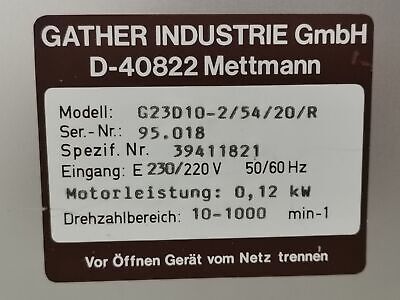 GATHER INDUSTRIE GmbH
D-40822 Mettmann
Modell: G23D10-2/54/20/R
Ser.-Nr.: 95.018
Spezif. Nr. 39411821
Eingang: E 230/220 V 50/60 Hz
Motorleistung: 0,12 kW
Drehzahlbereich: 10-1000 min-1
Vor Öffnen Gerät vom Netz trennen